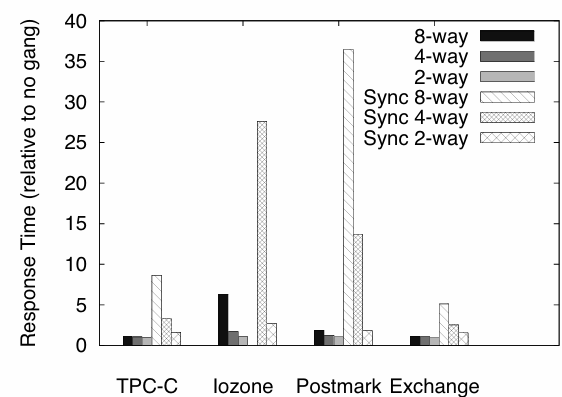 40
35
30
25
20
15
10
5
0
Response Time (relative to no gang)
8-way
4-way
2-way
Sync 8-way
Sync 4-way
Sync 2-way
TPC-C Iozone Postmark Exchange